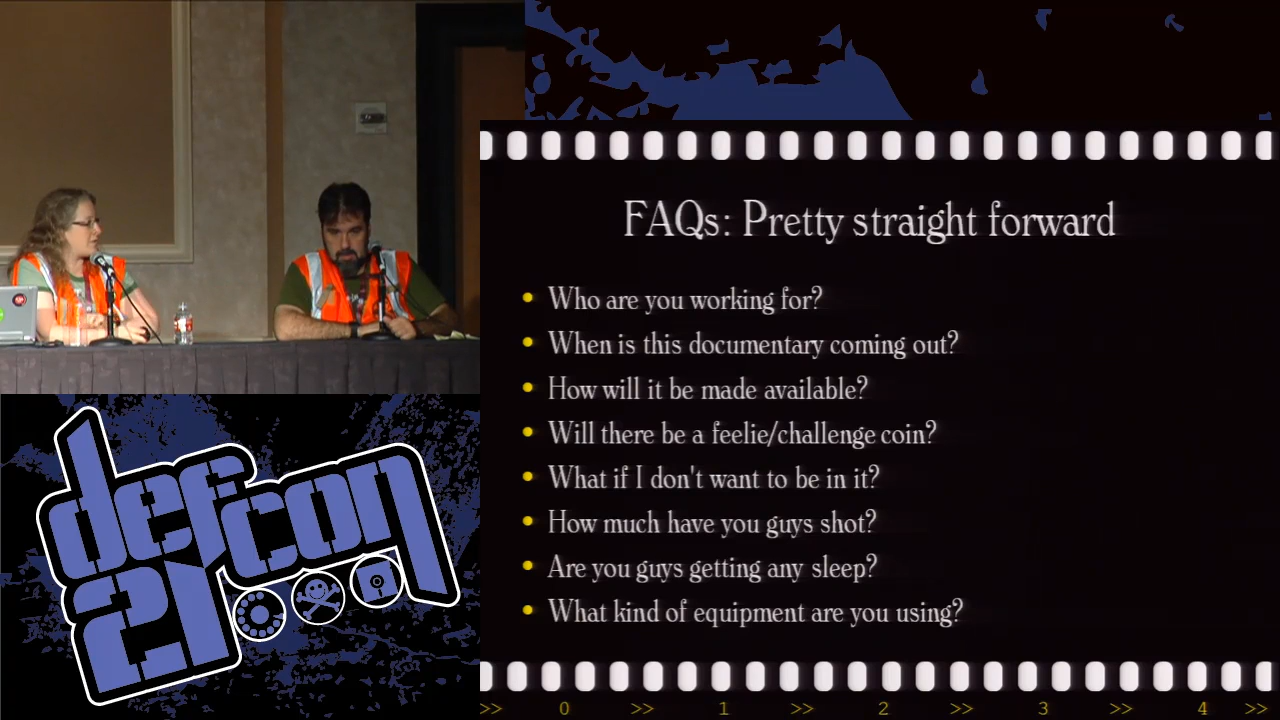 FAQs: Pretty straight forward
Who are you working for?
When is this documentary coming out?
How will it be made available?
Will there be a feelie/challenge coin?
What if I don't want to be in it?
How much have you guys shot?
Are you guys getting any sleep?
What kind of equipment are you using?
defcon
21
>> 0 >> 1 >> 2 >> 3 >> 4 >>